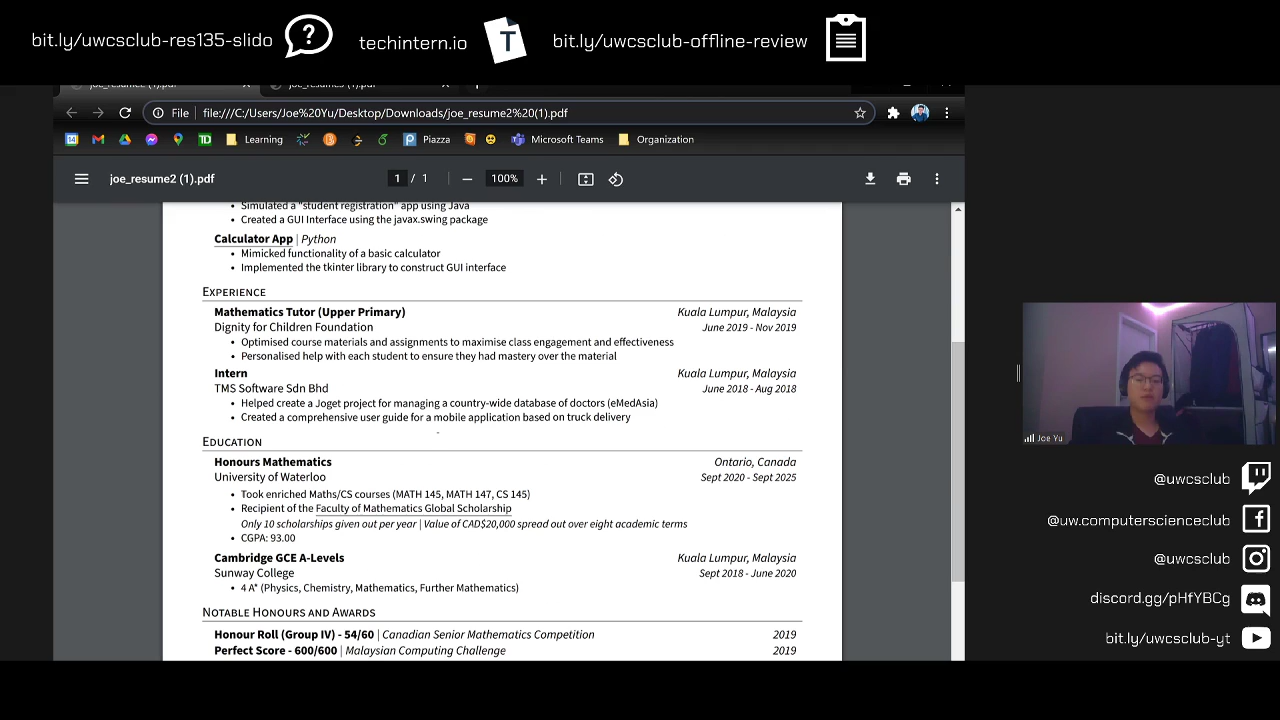 bit.ly/uwcsclub-res135-slido
?
techintern.io
T
bit.ly/uwcsclub-offline-review
File
file:///C:/Users/Joe%20Yu/Desktop/Downloads/joe_resume2%20(1).pdf
TD
Learning
Piazza
Microsoft Teams
Organization
joe_resume2 (1).pdf
1 / 1
100%
Simulated a "student registration" app using Java
• Created a GUI Interface using the javax.swing package
Calculator App | Python
• Mimicked functionality of a basic calculator
• Implemented the tkinter library to construct GUI interface
Experience
Mathematics Tutor (Upper Primary) Kuala Lumpur, Malaysia
Dignity for Children Foundation June 2019 - Nov 2019
• Optimised course materials and assignments to maximise class engagement and effectiveness
• Personalised help with each student to ensure they had mastery over the material
Intern Kuala Lumpur, Malaysia
TMS Software Sdn Bhd June 2018 - Aug 2018
• Helped create a Joget project for managing a country-wide database of doctors (eMedAsia)
• Created a comprehensive user guide for a mobile application based on truck delivery
Education
Honours Mathematics Ontario, Canada
University of Waterloo Sept 2020 - Sept 2025
• Took enriched Maths/CS courses (MATH 145, MATH 147, CS 145)
• Recipient of the Faculty of Mathematics Global Scholarship
Only 10 scholarships given out per year | Value of CAD$20,000 spread out over eight academic terms
• CGPA: 93.00
Cambridge GCE A-Levels Kuala Lumpur, Malaysia
Sunway College Sept 2018 - June 2020
• 4 A* (Physics, Chemistry, Mathematics, Further Mathematics)
Notable Honours and Awards
Honour Roll (Group IV) - 54/60 | Canadian Senior Mathematics Competition 2019
Perfect Score - 600/600 | Malaysian Computing Challenge 2019
Joe Yu
@uwcsclub
@uw.computerscienceclub
@uwcsclub
discord.gg/pHfYBCg
bit.ly/uwcsclub-yt